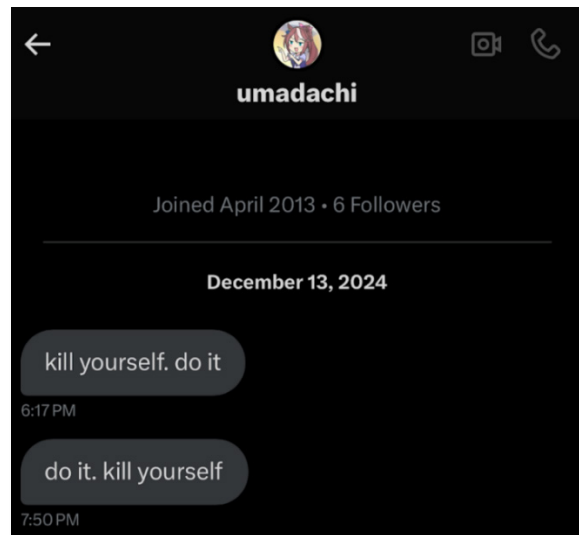 umadachi
Joined April 2013 • 6 Followers
December 13, 2024
kill yourself. do it
6:17 PM
do it. kill yourself
7:50 PM